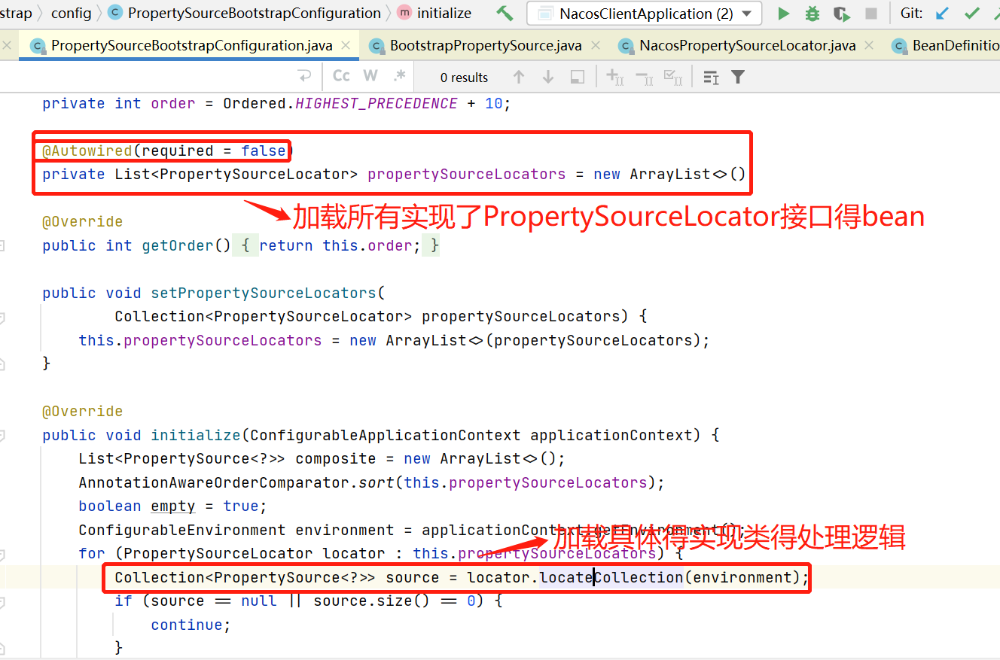 strap config PropertySourceBootstrapConfiguration m initialize NacosClientApplication (2) Git:
PropertySourceBootstrapConfiguration.java BootstrapPropertySource.java NacosPropertySourceLocator.java BeanDefinitio
Cc W .* 0 results
private int order = Ordered.HIGHEST_PRECEDENCE + 10;
@Autowired(required = false)
private List<PropertySourceLocator> propertySourceLocators = new ArrayList<>()
加载所有实现了PropertySourceLocator接口得bean
@Override
public int getOrder() { return this.order; }
public void setPropertySourceLocators(
Collection<PropertySourceLocator> propertySourceLocators) {
this.propertySourceLocators = new ArrayList<>(propertySourceLocators);
}
@Override
public void initialize(ConfigurableApplicationContext applicationContext) {
List<PropertySource<?>> composite = new ArrayList<>();
AnnotationAwareOrderComparator.sort(this.propertySourceLocators);
boolean empty = true;
ConfigurableEnvironment environment = applicationContext.getEnvironment();
加载具体得实现类得处理逻辑
for (PropertySourceLocator locator : this.propertySourceLocators) {
Collection<PropertySource<?>> source = locator.locateCollection(environment);
if (source == null || source.size() == 0) {
continue;
}